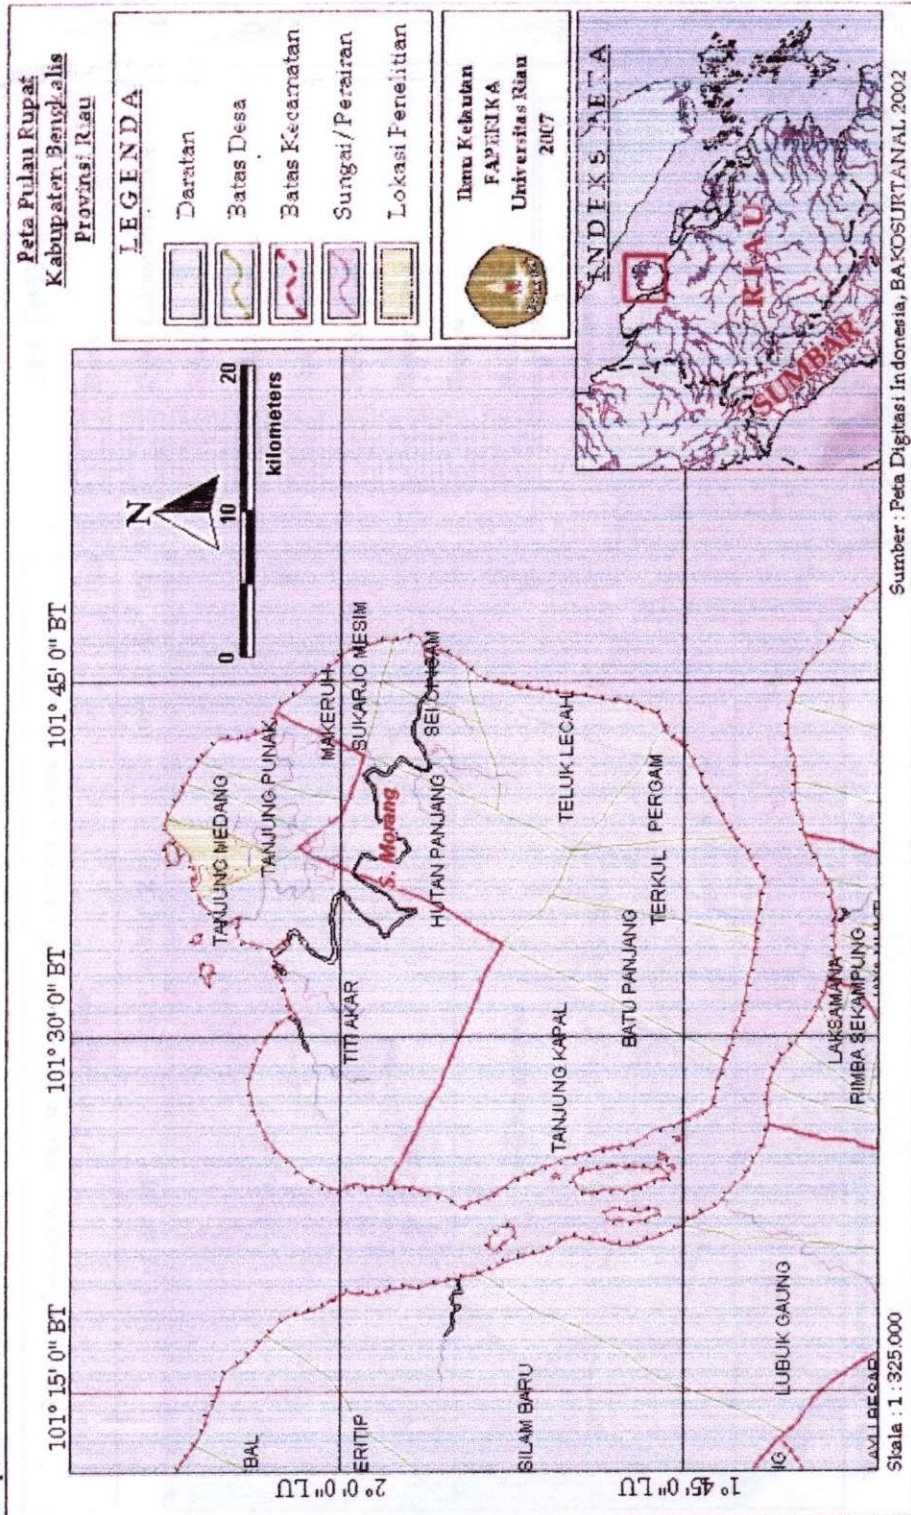 Peta Pulau Rupat
Kabupaten Bengkalis
Provinsi Riau
LEGENDA
Daratan
Batas Desa
Batas Kecamatan
Sungai/Perairan
Lokasi Penelitian
Ilmu Kelautan
FAPERIKA
Universitas Riau
2007
INDEKS PETA
RIAU
SUMBAR
101° 15' 0" BT
101° 30' 0" BT
101° 45' 0" BT
2° 0' 0" LU
1° 45' 0" LU
N
0
10
20
kilometers
TANJUNG MEDANG
TANJUNG PUNAK
MAKERUH
SUKARJO MESIM
TITI AKAR
S. Morang
HUTAN PANJANG
SELONGAM
TANJUNG KAPAL
TELUK LECAH
BATU PANJANG
TERKUL
PERGAM
BAL
ERITIP
SILAM BARU
LUBUK GAUNG
IG
LAKSAMANA
RIMBA SEKAMPUNG
Skala : 1 : 325.000
Sumber : Peta Digitasi Indonesia, BAKOSURTANAL 2002